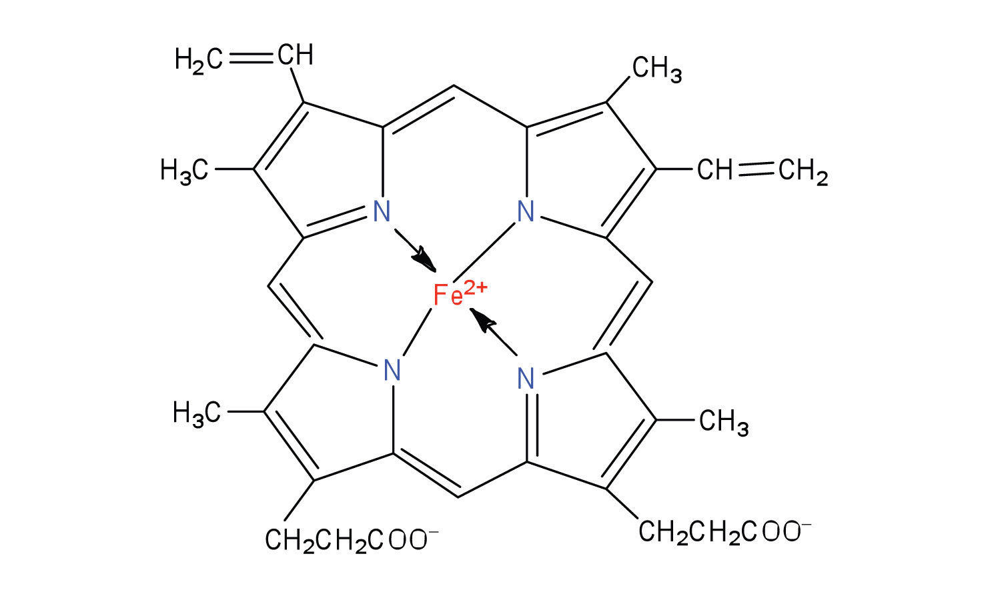 H₂C CH
CH₃
H₃C
CH CH₂
N
N
Fe²⁺
N
N
H₃C
CH₃
CH₂CH₂COO⁻
CH₂CH₂COO⁻